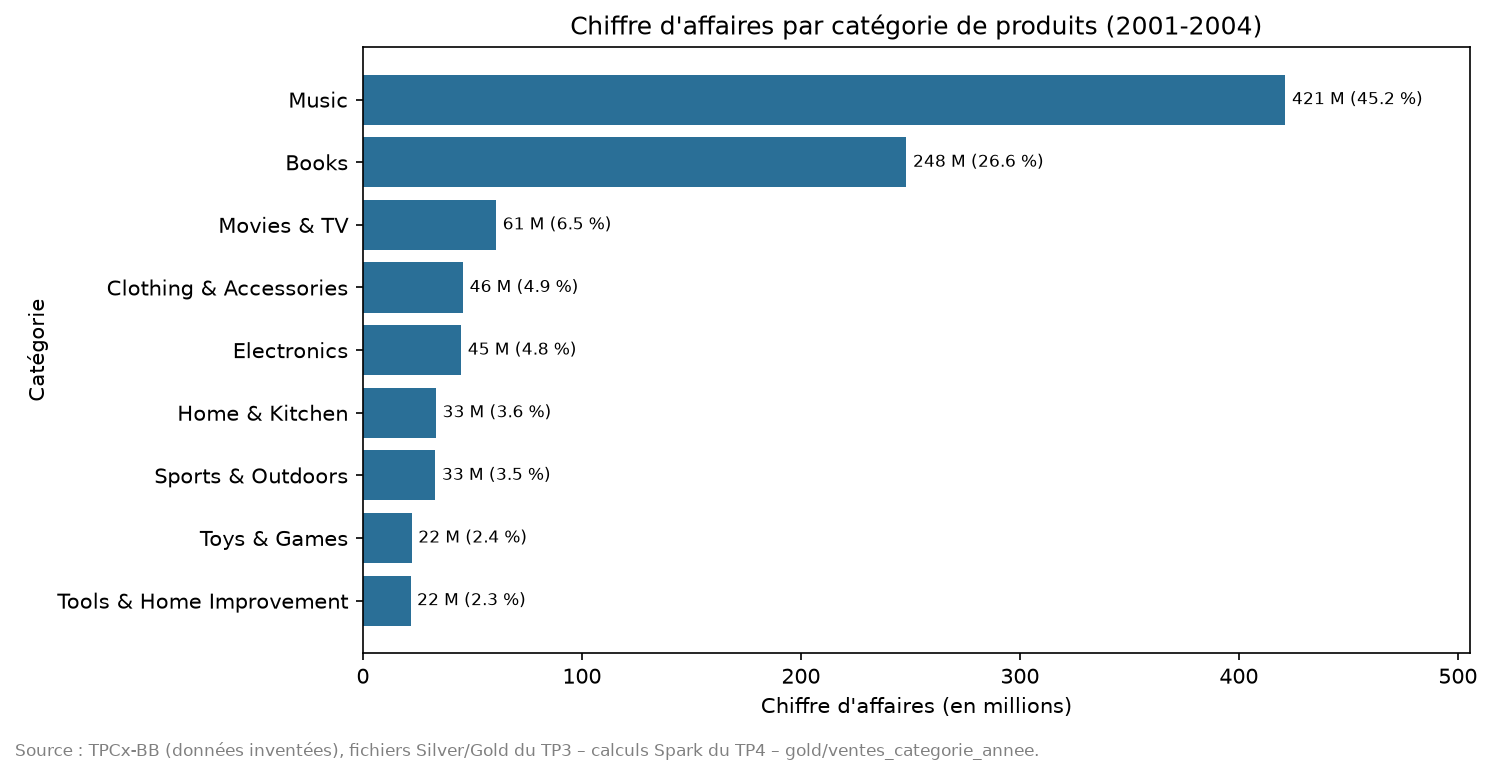 Chiffre d'affaires par catégorie de produits (2001-2004)
Catégorie
Music
421 M (45.2 %)
Books
248 M (26.6 %)
Movies & TV
61 M (6.5 %)
Clothing & Accessories
46 M (4.9 %)
Electronics
45 M (4.8 %)
Home & Kitchen
33 M (3.6 %)
Sports & Outdoors
33 M (3.5 %)
Toys & Games
22 M (2.4 %)
Tools & Home Improvement
22 M (2.3 %)
0 100 200 300 400 500
Chiffre d'affaires (en millions)
Source : TPCx-BB (données inventées), fichiers Silver/Gold du TP3 – calculs Spark du TP4 – gold/ventes_categorie_annee.